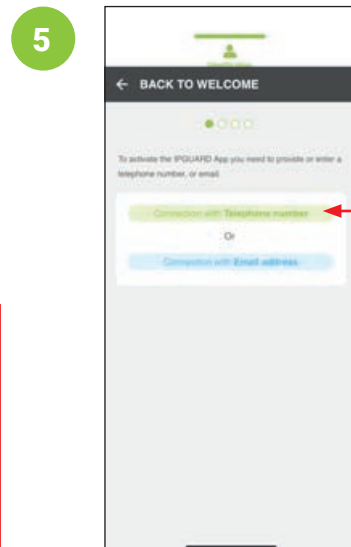 5
← BACK TO WELCOME
To activate the IPGUARD App you need to provide or enter a
telephone number, or email
Connection with Telephone number
Or
Connection with Email address